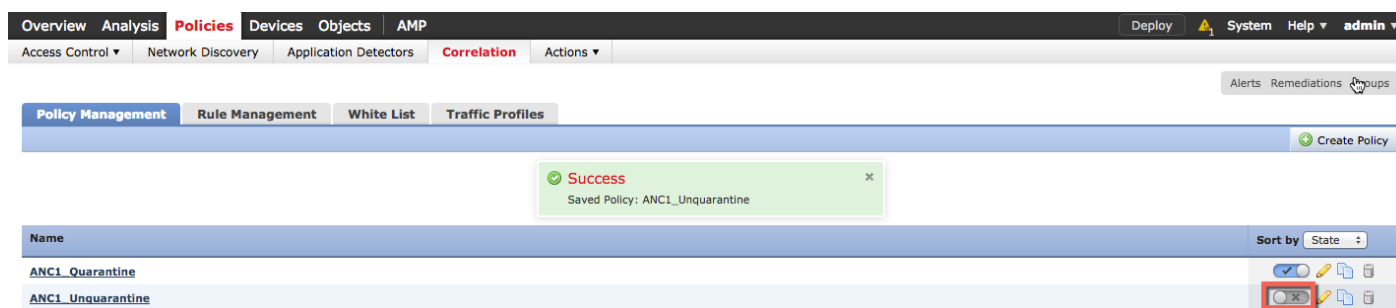 Overview Analysis Policies Devices Objects AMP Deploy 1 System Help admin
Access Control Network Discovery Application Detectors Correlation Actions
Alerts Remediations Groups
Policy Management Rule Management White List Traffic Profiles
Create Policy
Success
Saved Policy: ANC1_Unquarantine
Name Sort by State
ANC1_Quarantine
ANC1_Unquarantine